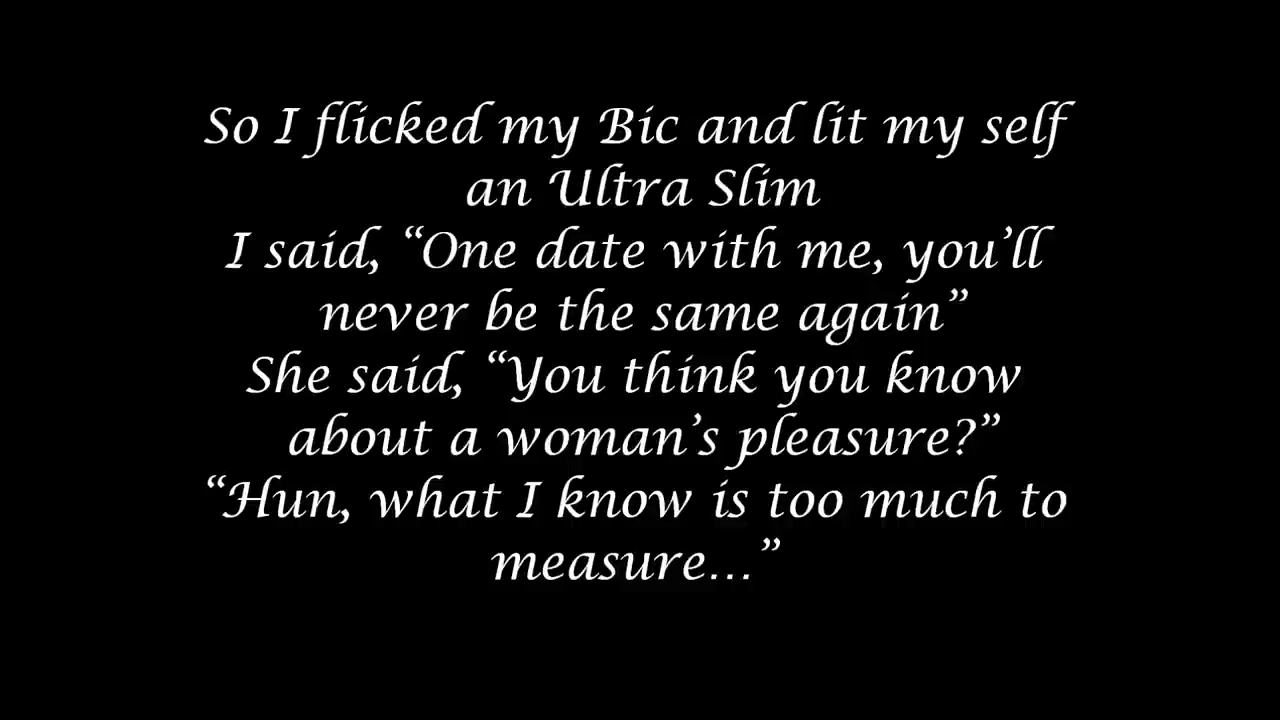 So I flicked my Bic and lit my self
an Ultra Slim
I said, “One date with me, you’ll
never be the same again”
She said, “You think you know
about a woman’s pleasure?”
“Hun, what I know is too much to
measure…”